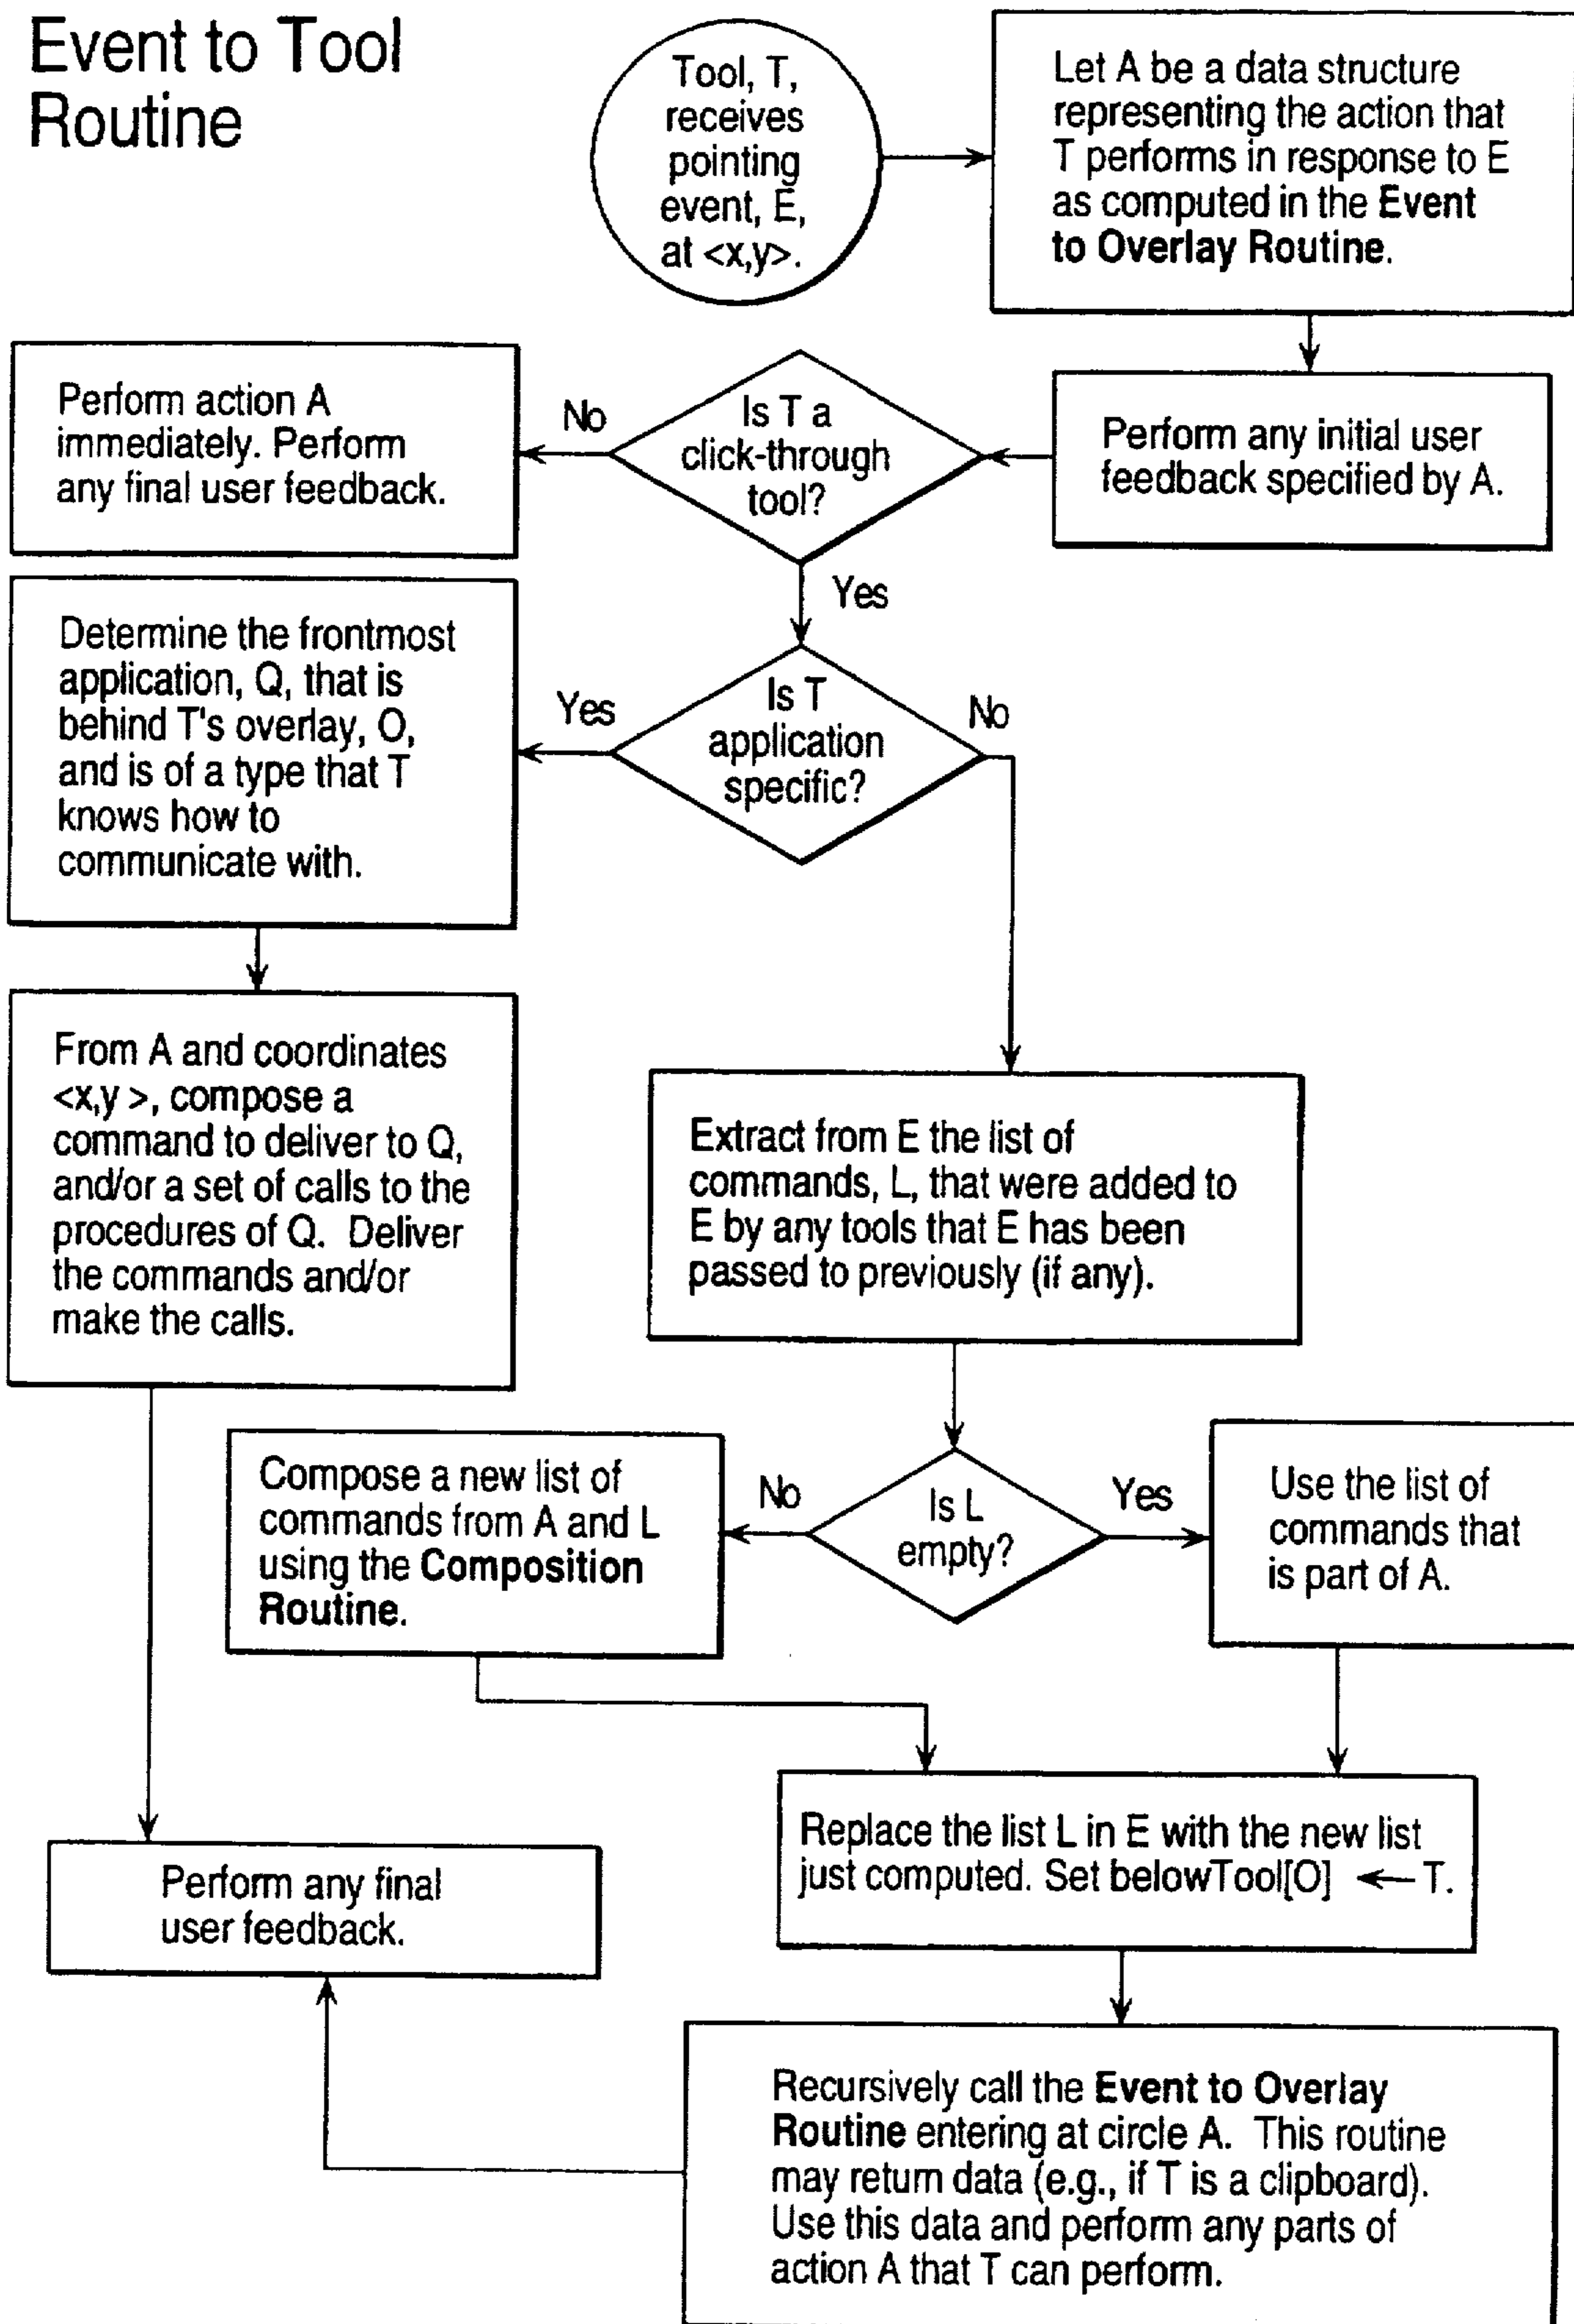 Event to Tool
Routine
Tool, T,
receives
pointing
event, E,
at <x,y>.
Let A be a data structure
representing the action that
T performs in response to E
as computed in the Event
to Overlay Routine.
Perform any initial user
feedback specified by A.
Is T a
click-through
tool?
No
Perform action A
immediately. Perform
any final user feedback.
Yes
Is T
application
specific?
Yes
No
Determine the frontmost
application, Q, that is
behind T's overlay, O,
and is of a type that T
knows how to
communicate with.
From A and coordinates
<x,y >, compose a
command to deliver to Q,
and/or a set of calls to the
procedures of Q. Deliver
the commands and/or
make the calls.
Extract from E the list of
commands, L, that were added to
E by any tools that E has been
passed to previously (if any).
Is L
empty?
No
Yes
Compose a new list of
commands from A and L
using the Composition
Routine.
Use the list of
commands that
is part of A.
Replace the list L in E with the new list
just computed. Set belowTool[O] ← T.
Perform any final
user feedback.
Recursively call the Event to Overlay
Routine entering at circle A. This routine
may return data (e.g., if T is a clipboard).
Use this data and perform any parts of
action A that T can perform.